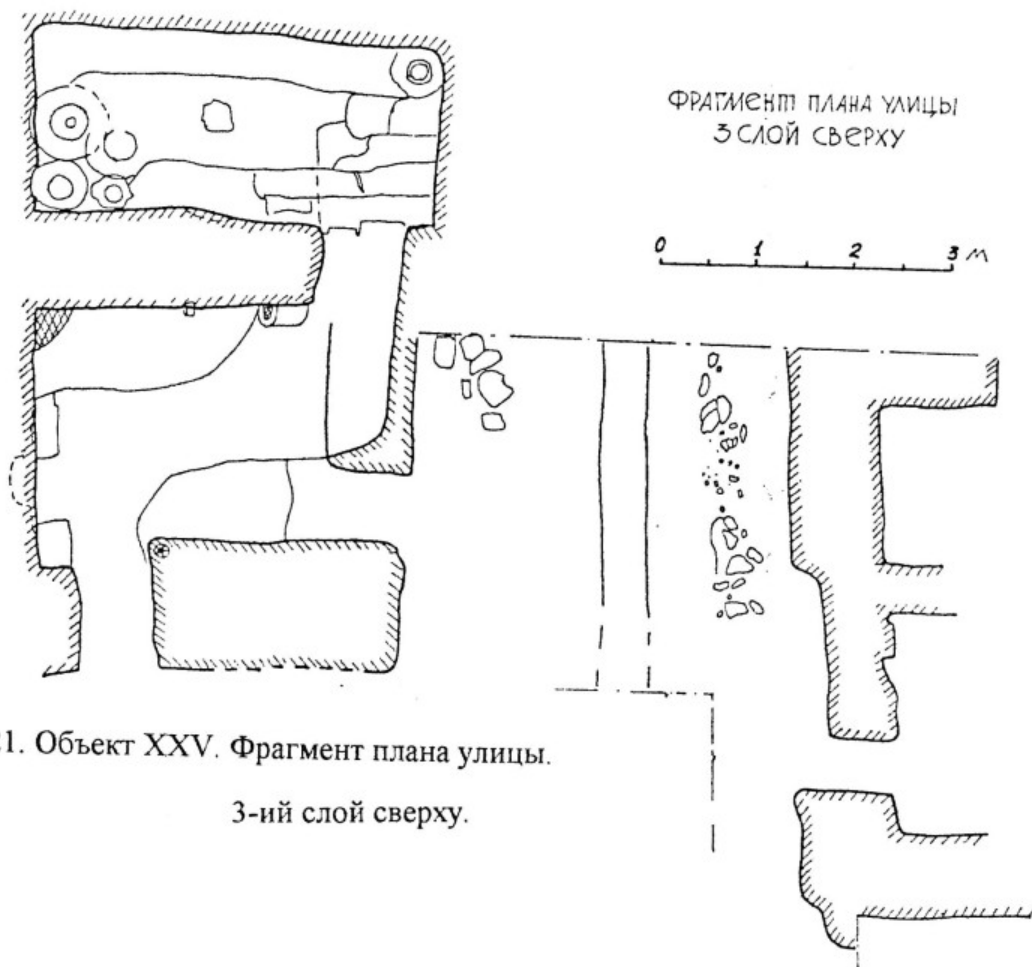 ФРАГМЕНТ ПЛАНА УЛИЦЫ
3 СЛОЙ СВЕРХУ
0 1 2 3 М
1. Объект XXV. Фрагмент плана улицы.
3-ий слой сверху.